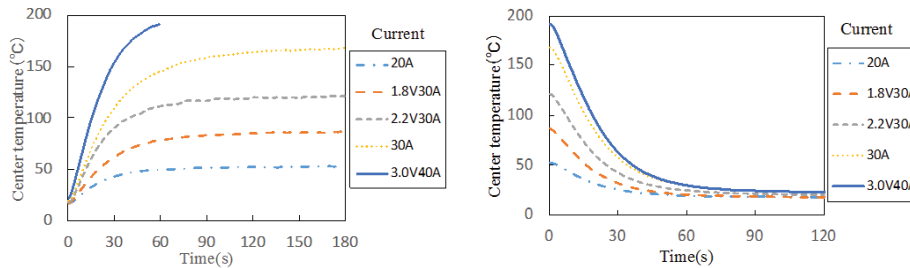 Center temperature (℃)
200
150
100
50
0
0 30 60 90 120 150 180
Time(s)
Current
20A
1.8V30A
2.2V30A
30A
3.0V40A
Center temperature (℃)
200
150
100
50
0
0 30 60 90 120
Time(s)
Current
20A
1.8V30A
2.2V30A
30A
3.0V40A